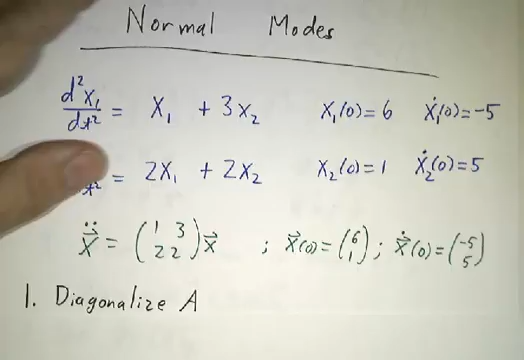 Normal Modes
d²x₁/dt² = x₁ + 3x₂ x₁(0)=6 ẋ₁(0)=-5
t² = 2x₁ + 2x₂ x₂(0)=1 ẋ₂(0)=5
ẍ⃗ = (1 3 2 2) x⃗ ; x⃗(0)=(6 1) ; ẋ⃗(0)=(-5 5)
1. Diagonalize A